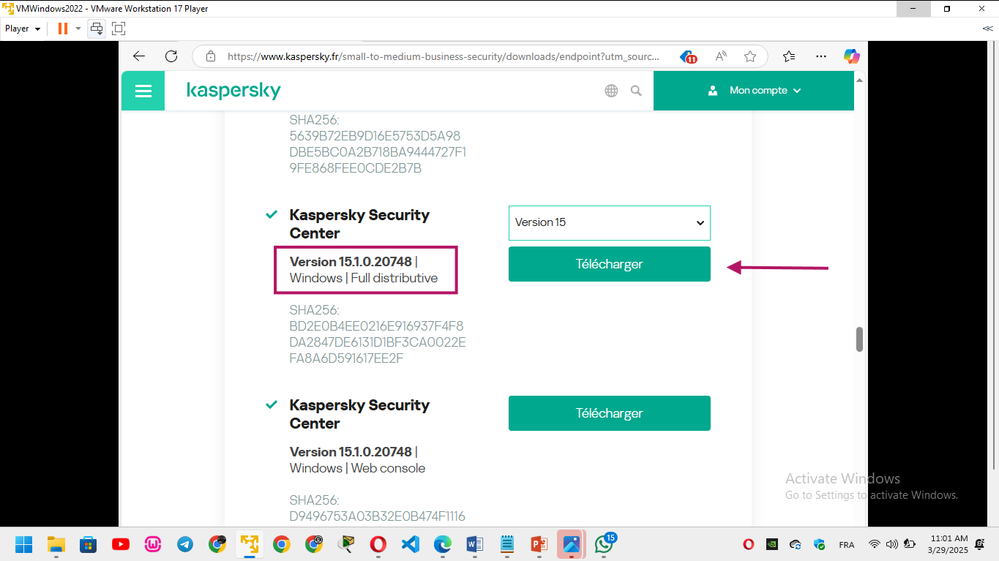 VMWindows2022 - VMware Workstation 17 Player
Player
https://www.kaspersky.fr/small-to-medium-business-security/downloads/endpoint?utm_sourc...
11
kaspersky
Mon compte
SHA256:
5639B72EB9D16E5753D5A98
DBE5BC0A2B718BA9444727F1
9FE868FEE0CDE2B7B
Kaspersky Security
Center
Version 15
Version 15.1.0.20748 |
Windows | Full distributive
Télécharger
SHA256:
BD2E0B4EE0216E916937F4F8
DA2847DE6131D1BF3CA0022E
FA8A6D591617EE2F
Kaspersky Security
Center
Télécharger
Version 15.1.0.20748 |
Windows | Web console
SHA256:
D9496753A03B32E0B474F1116
Activate Windows
Go to Settings to activate Windows.
15
FRA
11:01 AM
3/29/2025